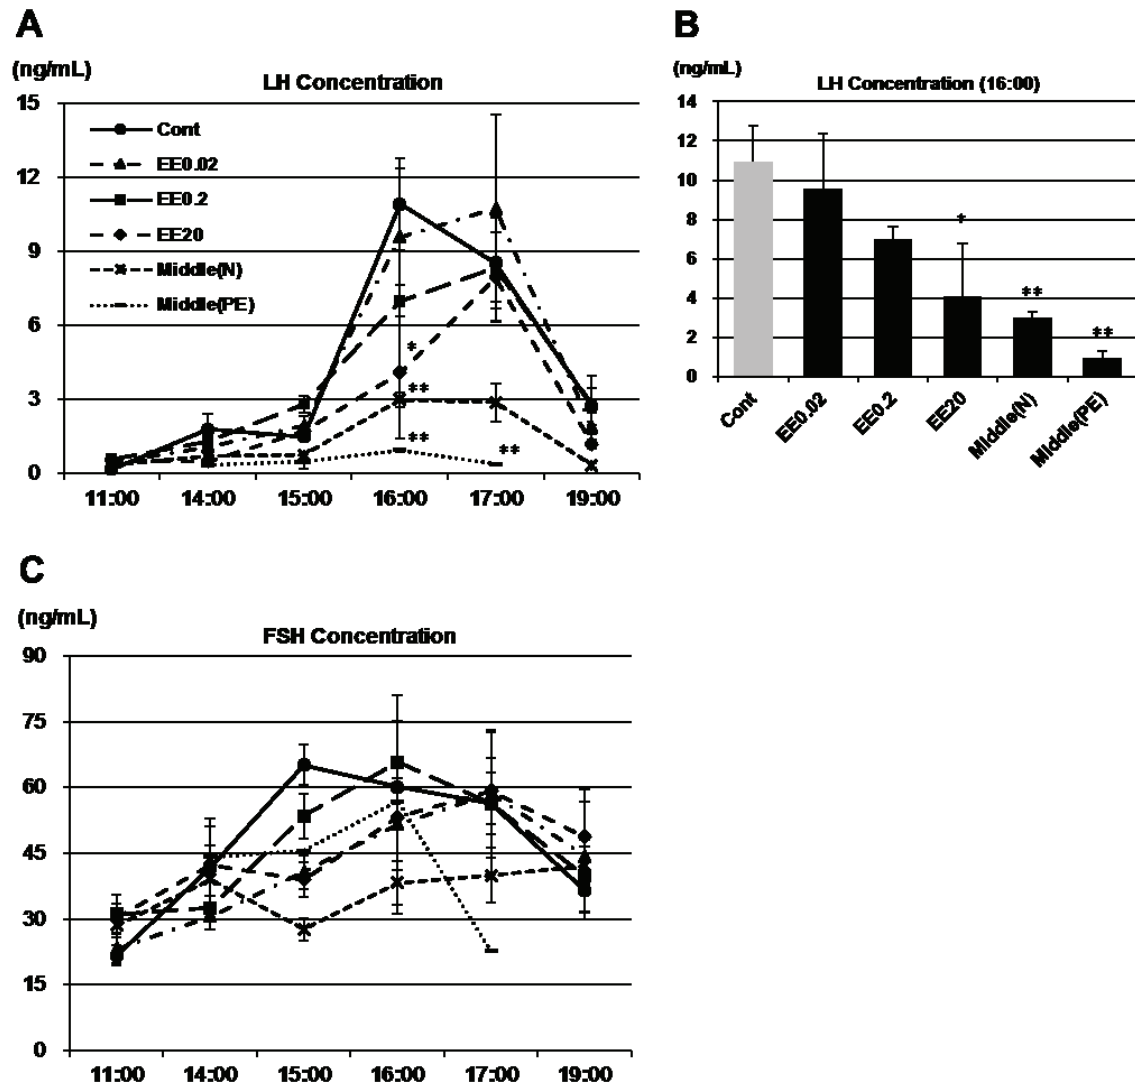 A
(ng/mL)
LH Concentration
15
12
9
6
3
0
Cont
EE0.02
EE0.2
EE20
Middle(N)
Middle(PE)
*
**
**
**
11:00 14:00 15:00 16:00 17:00 19:00
B
(ng/mL)
LH Concentration (16:00)
14
12
10
8
6
4
2
0
*
**
**
Cont EE0.02 EE0.2 EE20 Middle(N) Middle(PE)
C
(ng/mL)
FSH Concentration
90
75
60
45
30
15
0
11:00 14:00 15:00 16:00 17:00 19:00